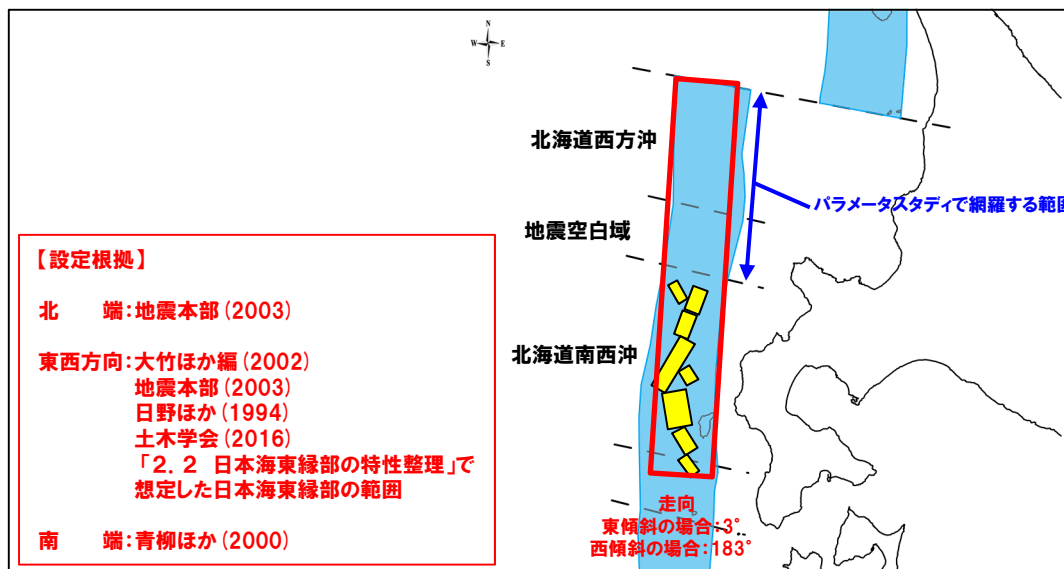 N
W E
S
北海道西方沖
パラメータスタディで網羅する範囲
地震空白域
北海道南西沖
【設定根拠】
北　　端：地震本部（2003）
東西方向：大竹ほか編（2002）
地震本部（2003）
日野ほか（1994）
土木学会（2016）
「２．２　日本海東縁部の特性整理」で
想定した日本海東縁部の範囲
南　　端：青柳ほか（2000）
走向
東傾斜の場合：3°
西傾斜の場合：183°